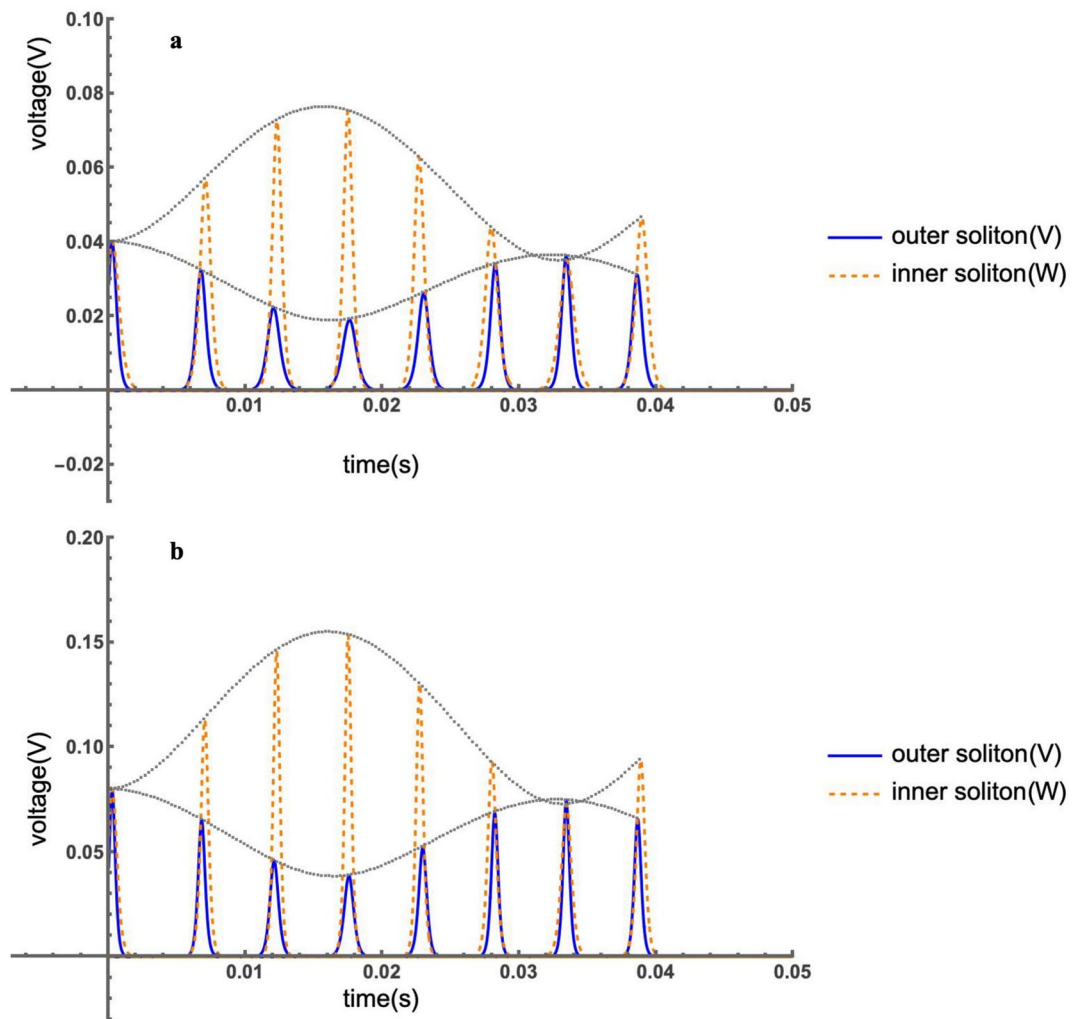 0.10
a
voltage(V)
0.08
0.06
0.04
0.02
outer soliton(V)
inner soliton(W)
0.01 0.02 0.03 0.04 0.05
−0.02
time(s)
0.20
b
0.15
voltage(V)
0.10
0.05
outer soliton(V)
inner soliton(W)
0.01 0.02 0.03 0.04 0.05
time(s)